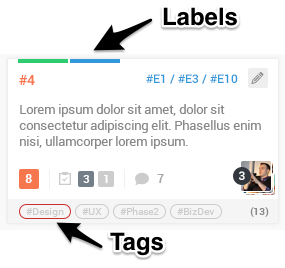 Labels
#4 #E1 / #E3 / #E10
Lorem ipsum dolor sit amet, dolor sit
consectetur adipiscing elit. Phasellus enim
nisi, ullamcorper lorem ipsum.
8 3 1 7 3
#Design #UX #Phase2 #BizDev (13)
Tags